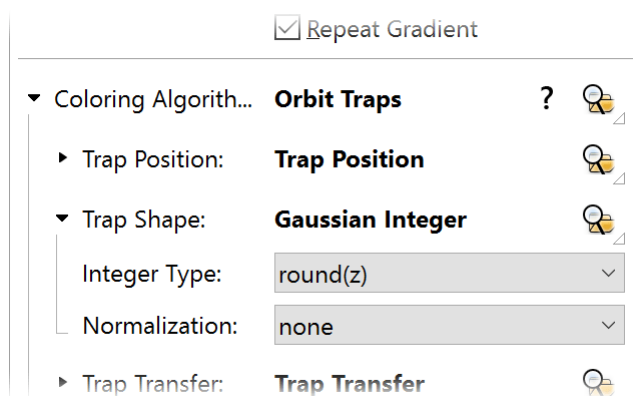 Repeat Gradient
Coloring Algorith... Orbit Traps ?
Trap Position: Trap Position
Trap Shape: Gaussian Integer
Integer Type: round(z)
Normalization: none
Trap Transfer: Trap Transfer